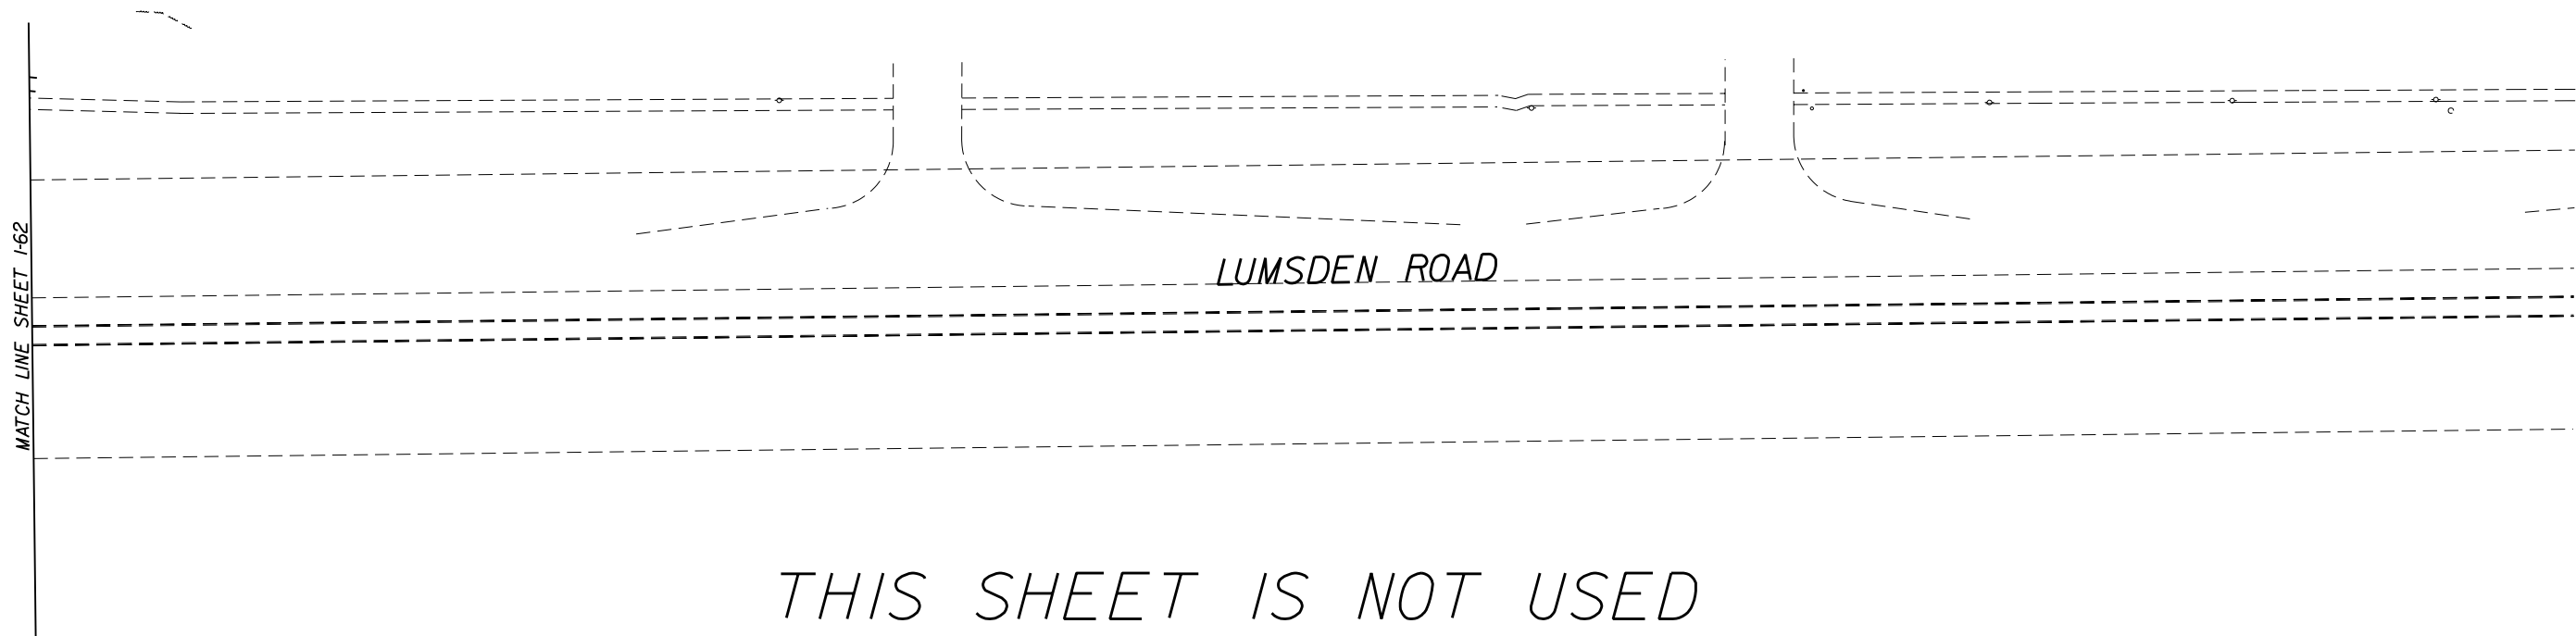 MATCH LINE SHEET I-62
LUMSDEN ROAD
THIS SHEET IS NOT USED